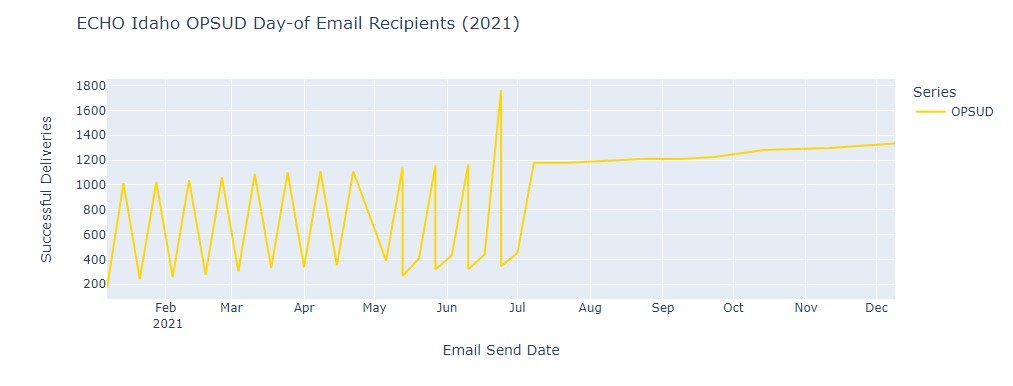 ECHO Idaho OPSUD Day-of Email Recipients (2021)
Series
OPSUD
Successful Deliveries
1800
1600
1400
1200
1000
800
600
400
200
Feb Mar Apr May Jun Jul Aug Sep Oct Nov Dec
2021
Email Send Date